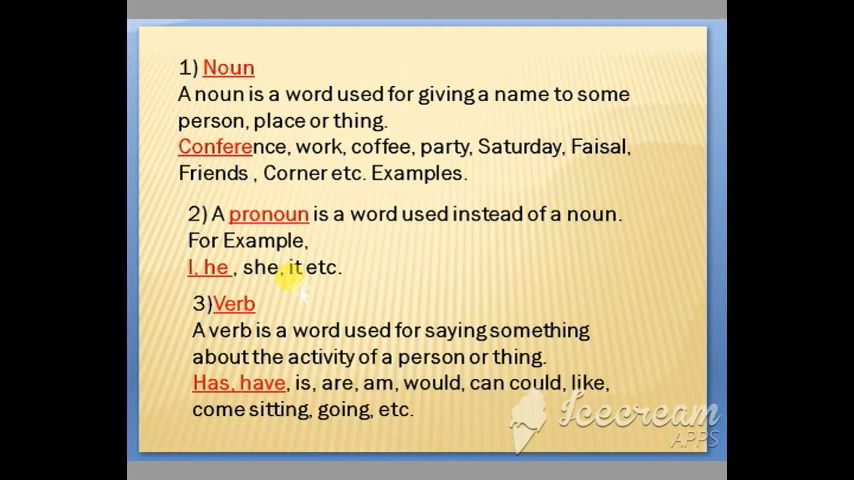 1) Noun
A noun is a word used for giving a name to some
person, place or thing.
Conference, work, coffee, party, Saturday, Faisal,
Friends , Corner etc. Examples.
2) A pronoun is a word used instead of a noun.
For Example,
I, he , she, it etc.
3)Verb
A verb is a word used for saying something
about the activity of a person or thing.
Has, have, is, are, am, would, can could, like,
come sitting, going, etc.
Icecream
APPS